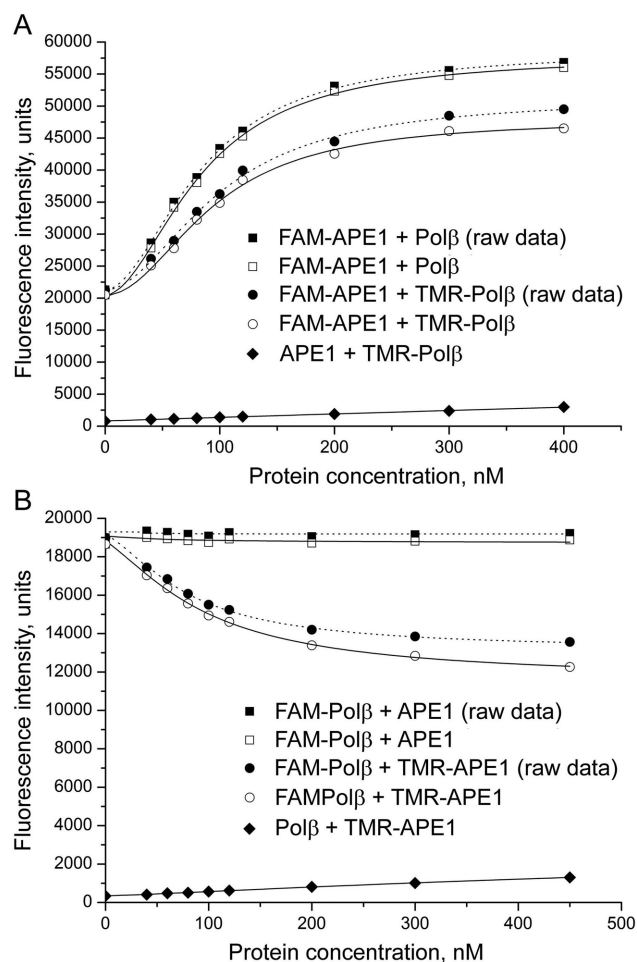 A
60000
55000
50000
45000
40000
35000
30000
25000
20000
15000
10000
5000
0
Fluorescence intensity, units
FAM-APE1 + Polβ (raw data)
FAM-APE1 + Polβ
FAM-APE1 + TMR-Polβ (raw data)
FAM-APE1 + TMR-Polβ
APE1 + TMR-Polβ
0 100 200 300 400
Protein concentration, nM
B
20000
18000
16000
14000
12000
10000
8000
6000
4000
2000
0
Fluorescence intensity, units
FAM-Polβ + APE1 (raw data)
FAM-Polβ + APE1
FAM-Polβ + TMR-APE1 (raw data)
FAMPolβ + TMR-APE1
Polβ + TMR-APE1
0 100 200 300 400 500
Protein concentration, nM